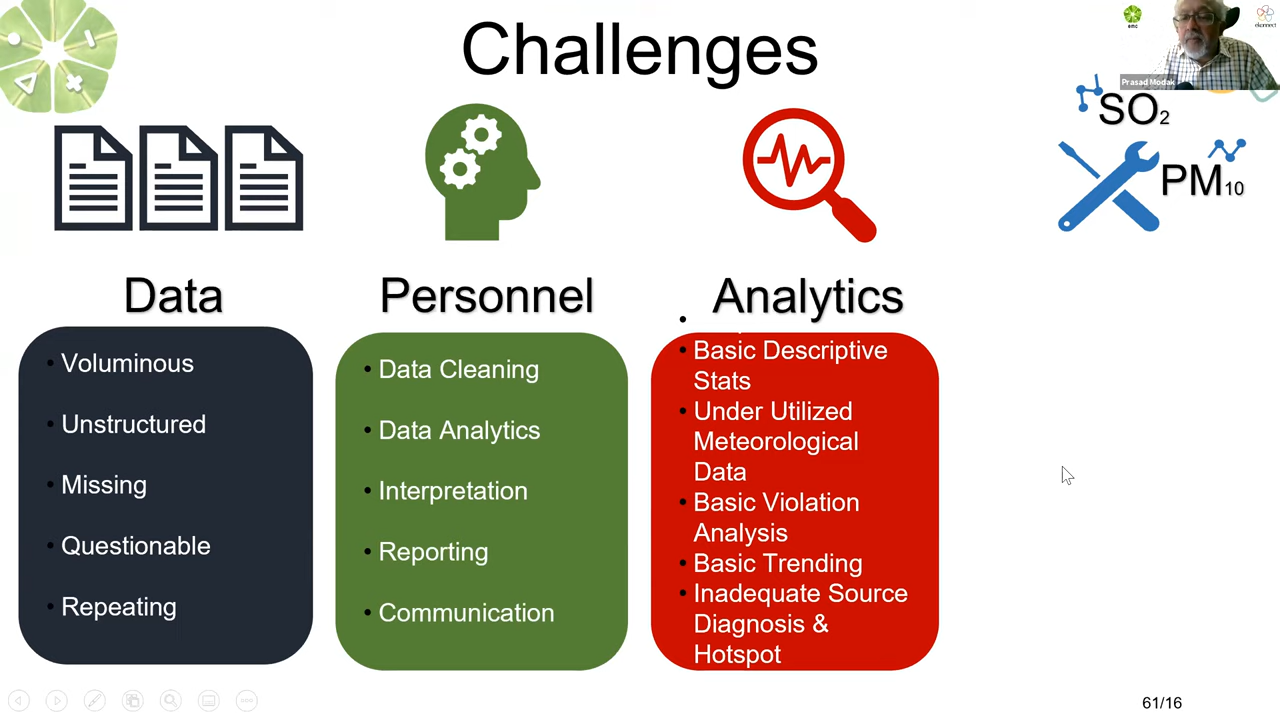 Challenges
emc
ekonnect
Prasad Modak
SO2
PM10
Data
Voluminous
Unstructured
Missing
Questionable
Repeating
Personnel
Data Cleaning
Data Analytics
Interpretation
Reporting
Communication
Analytics
Basic Descriptive
Stats
Under Utilized
Meteorological
Data
Basic Violation
Analysis
Basic Trending
Inadequate Source
Diagnosis &
Hotspot
61/16